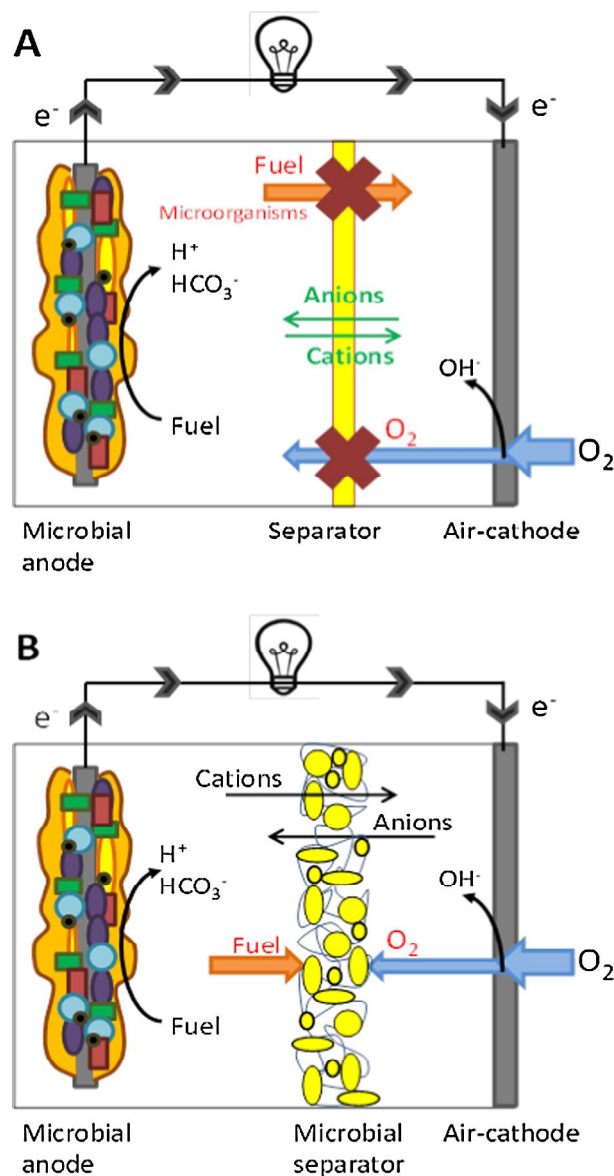 A
e⁻
e⁻
Fuel
Microorganisms
H⁺
HCO₃⁻
Anions
Cations
OH⁻
Fuel
O₂
O₂
Microbial anode
Separator
Air-cathode
B
e⁻
e⁻
Cations
Anions
H⁺
HCO₃⁻
OH⁻
Fuel
O₂
O₂
Fuel
Microbial anode
Microbial separator
Air-cathode